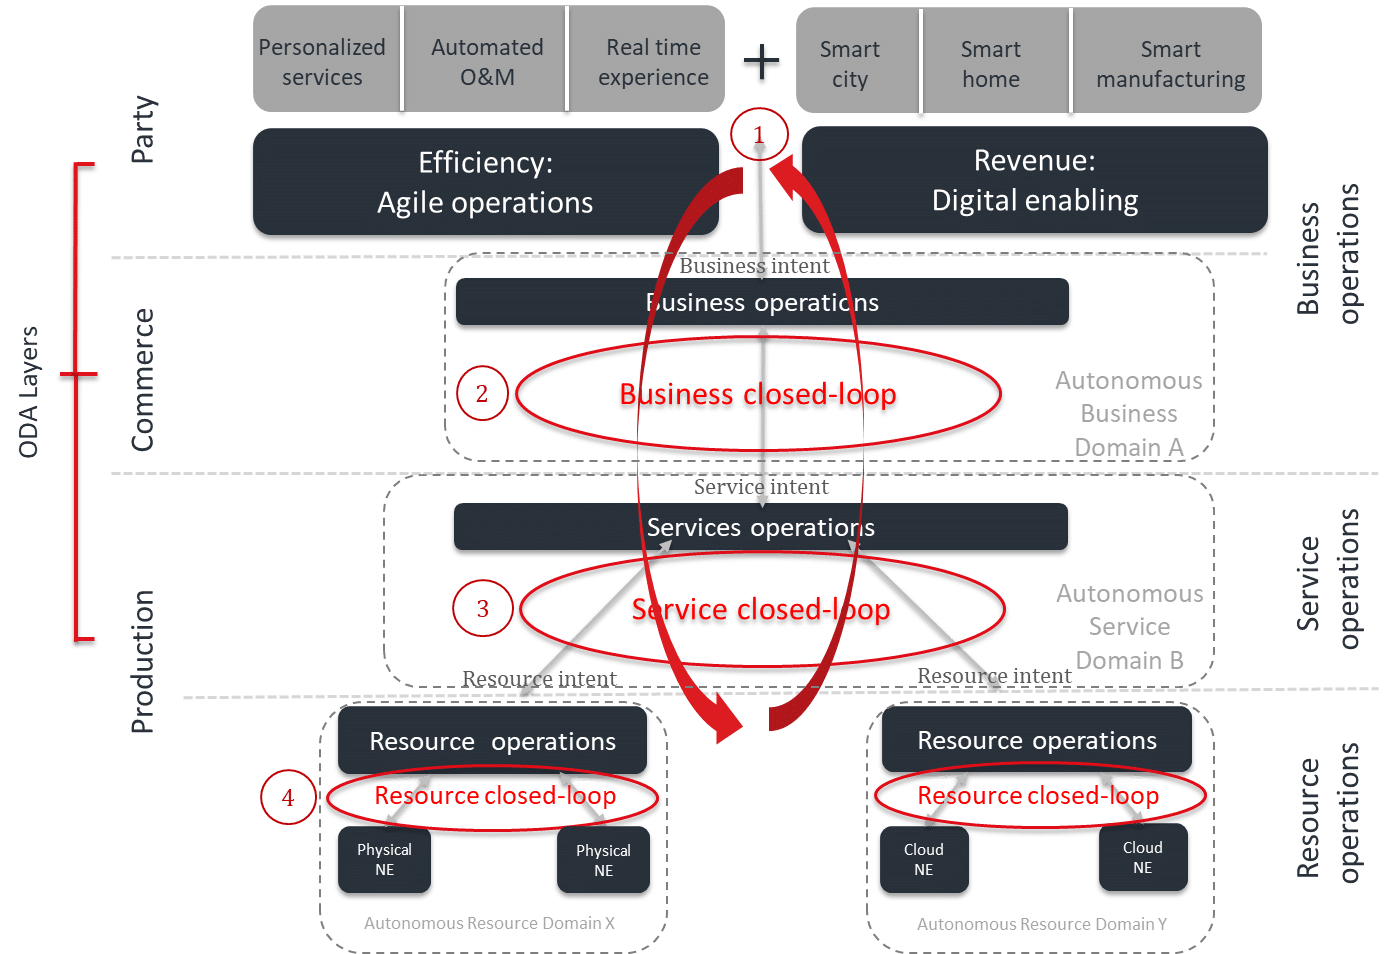 Personalized
services
Automated
O&M
Real time
experience
+
Smart
city
Smart
home
Smart
manufacturing
Party
1
Efficiency:
Agile operations
Revenue:
Digital enabling
Business
operations
ODA Layers
Commerce
Business intent
Business operations
2
Business closed-loop
Autonomous
Business
Domain A
Service intent
Services operations
3
Service closed-loop
Autonomous
Service
Domain B
Service
operations
Production
Resource intent
Resource intent
Resource operations
Resource operations
4
Resource closed-loop
Resource closed-loop
Physical
NE
Physical
NE
Cloud
NE
Cloud
NE
Resource
operations
Autonomous Resource Domain X
Autonomous Resource Domain Y